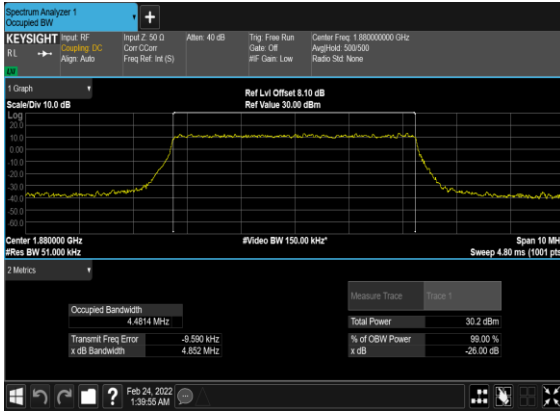 Spectrum Analyzer 1
Occupied BW
+
KEYSIGHT
RL
Input: RF
Coupling: DC
Align: Auto
Input Z: 50 Ω
Corr CCorr
Freq Ref: Int (S)
Atten: 40 dB
Trig: Free Run
Gate: Off
#IF Gain: Low
Center Freq: 1.880000000 GHz
Avg|Hold: 500/500
Radio Std: None
1 Graph
Scale/Div 10.0 dB
Ref Lvl Offset 8.10 dB
Ref Value 30.00 dBm
Log
20.0
10.0
0.00
-10.0
-20.0
-30.0
-40.0
-50.0
-60.0
Center 1.880000 GHz
#Res BW 51.000 kHz
#Video BW 150.00 kHz*
Span 10 MH
Sweep 4.80 ms (1001 pts
2 Metrics
Measure Trace Trace 1
Occupied Bandwidth
4.4814 MHz
Total Power 30.2 dBm
Transmit Freq Error -9.590 kHz
% of OBW Power 99.00 %
x dB Bandwidth 4.852 MHz
x dB -26.00 dB
?
Feb 24, 2022
1:39:55 AM